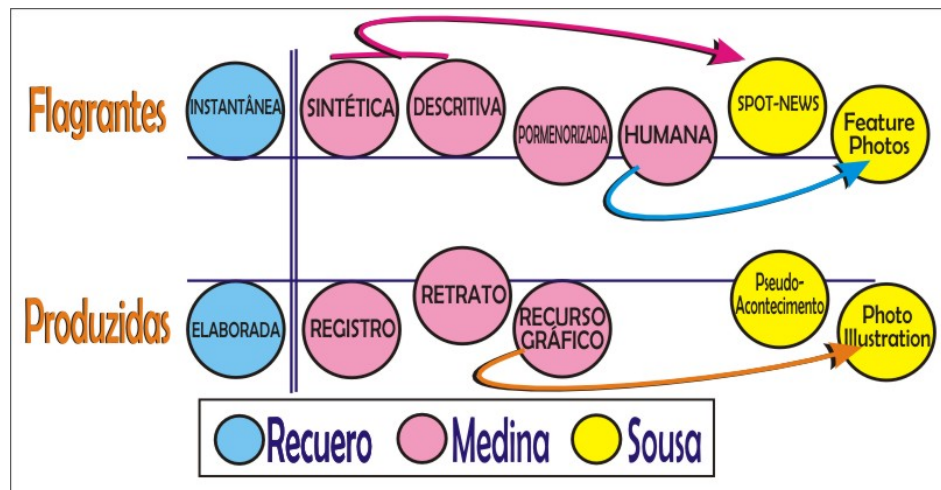 Flagrantes
INSTANTÂNEA
SINTÉTICA
DESCRITIVA
PORMENORIZADA
HUMANA
SPOT-NEWS
Feature
Photos
Produzidas
ELABORADA
REGISTRO
RETRATO
RECURSO
GRÁFICO
Pseudo-
Acontecimento
Photo
Illustration
Recuero
Medina
Sousa